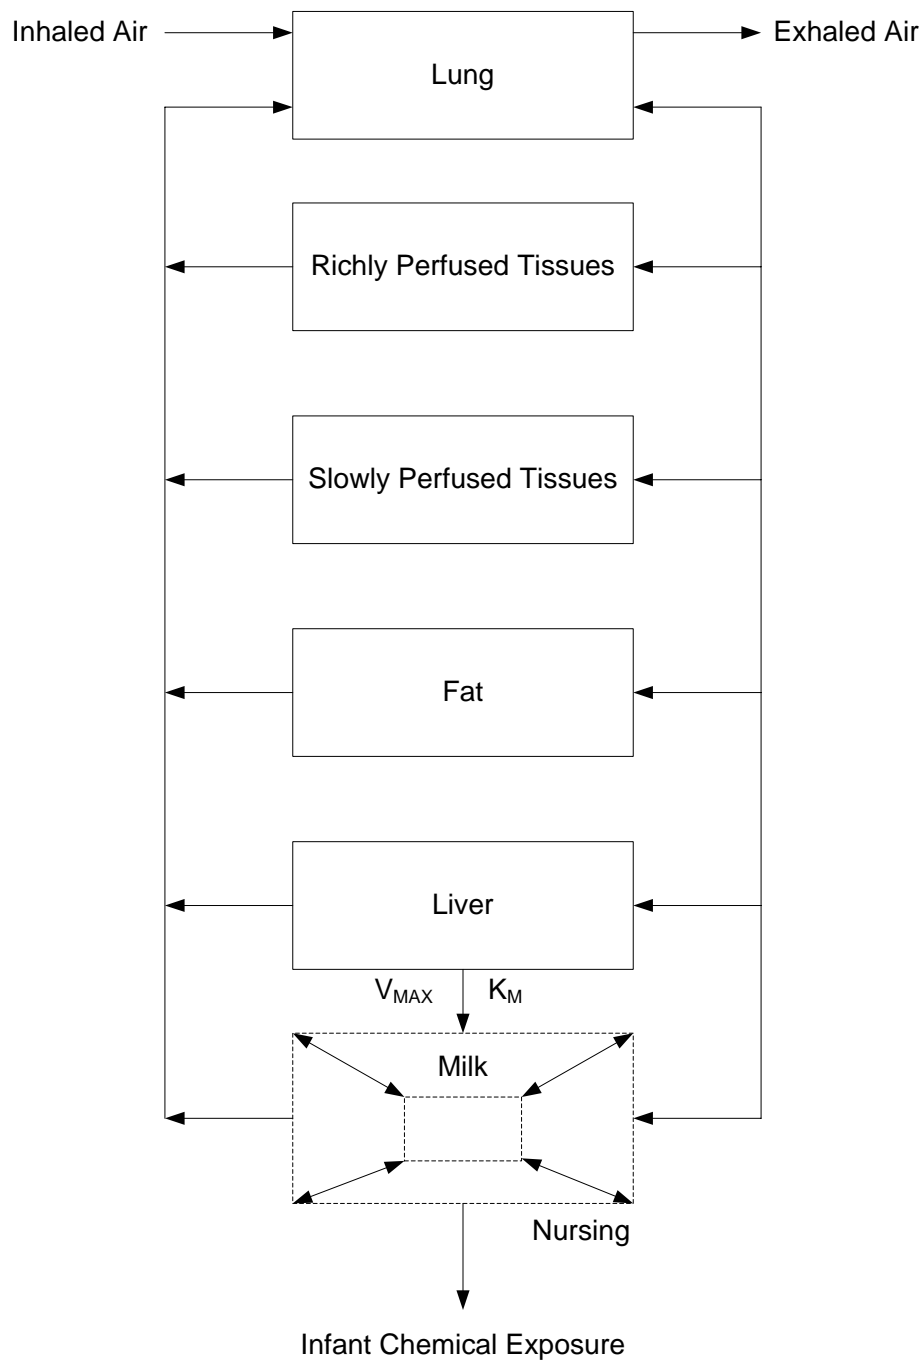 Inhaled Air
Exhaled Air
Lung
Richly Perfused Tissues
Slowly Perfused Tissues
Fat
Liver
VMAX KM
Milk
Nursing
Infant Chemical Exposure